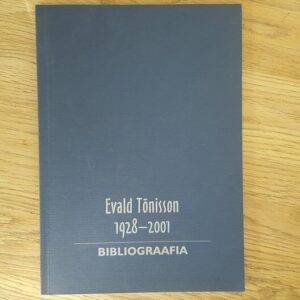 Evald Tõnisson
1928–2001
BIBLIOGRAAFIA